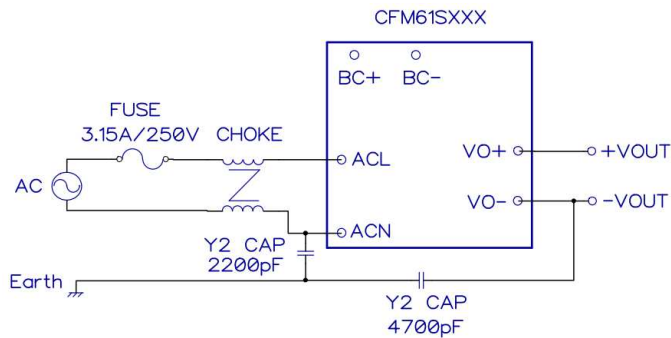 CFM61SXXX
BC+ BC-
FUSE
3.15A/250V CHOKE
ACL
VO+ +VOUT
AC
VO- -VOUT
ACN
Y2 CAP
2200pF
Earth
Y2 CAP
4700pF